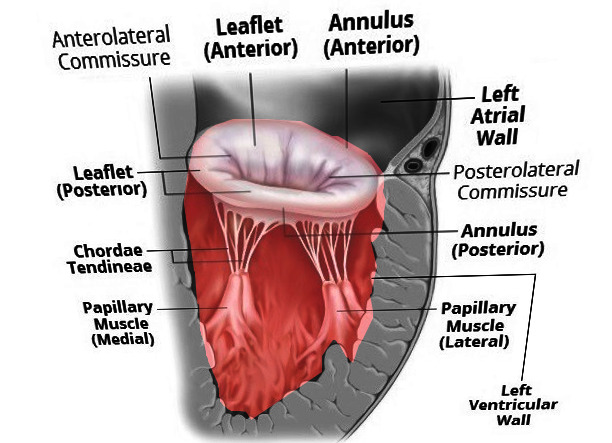 Anterolateral
Commissure
Leaflet
(Anterior)
Annulus
(Anterior)
Left
Atrial
Wall
Leaflet
(Posterior)
Posterolateral
Commissure
Annulus
(Posterior)
Chordae
Tendineae
Papillary
Muscle
(Medial)
Papillary
Muscle
(Lateral)
Left
Ventricular
Wall